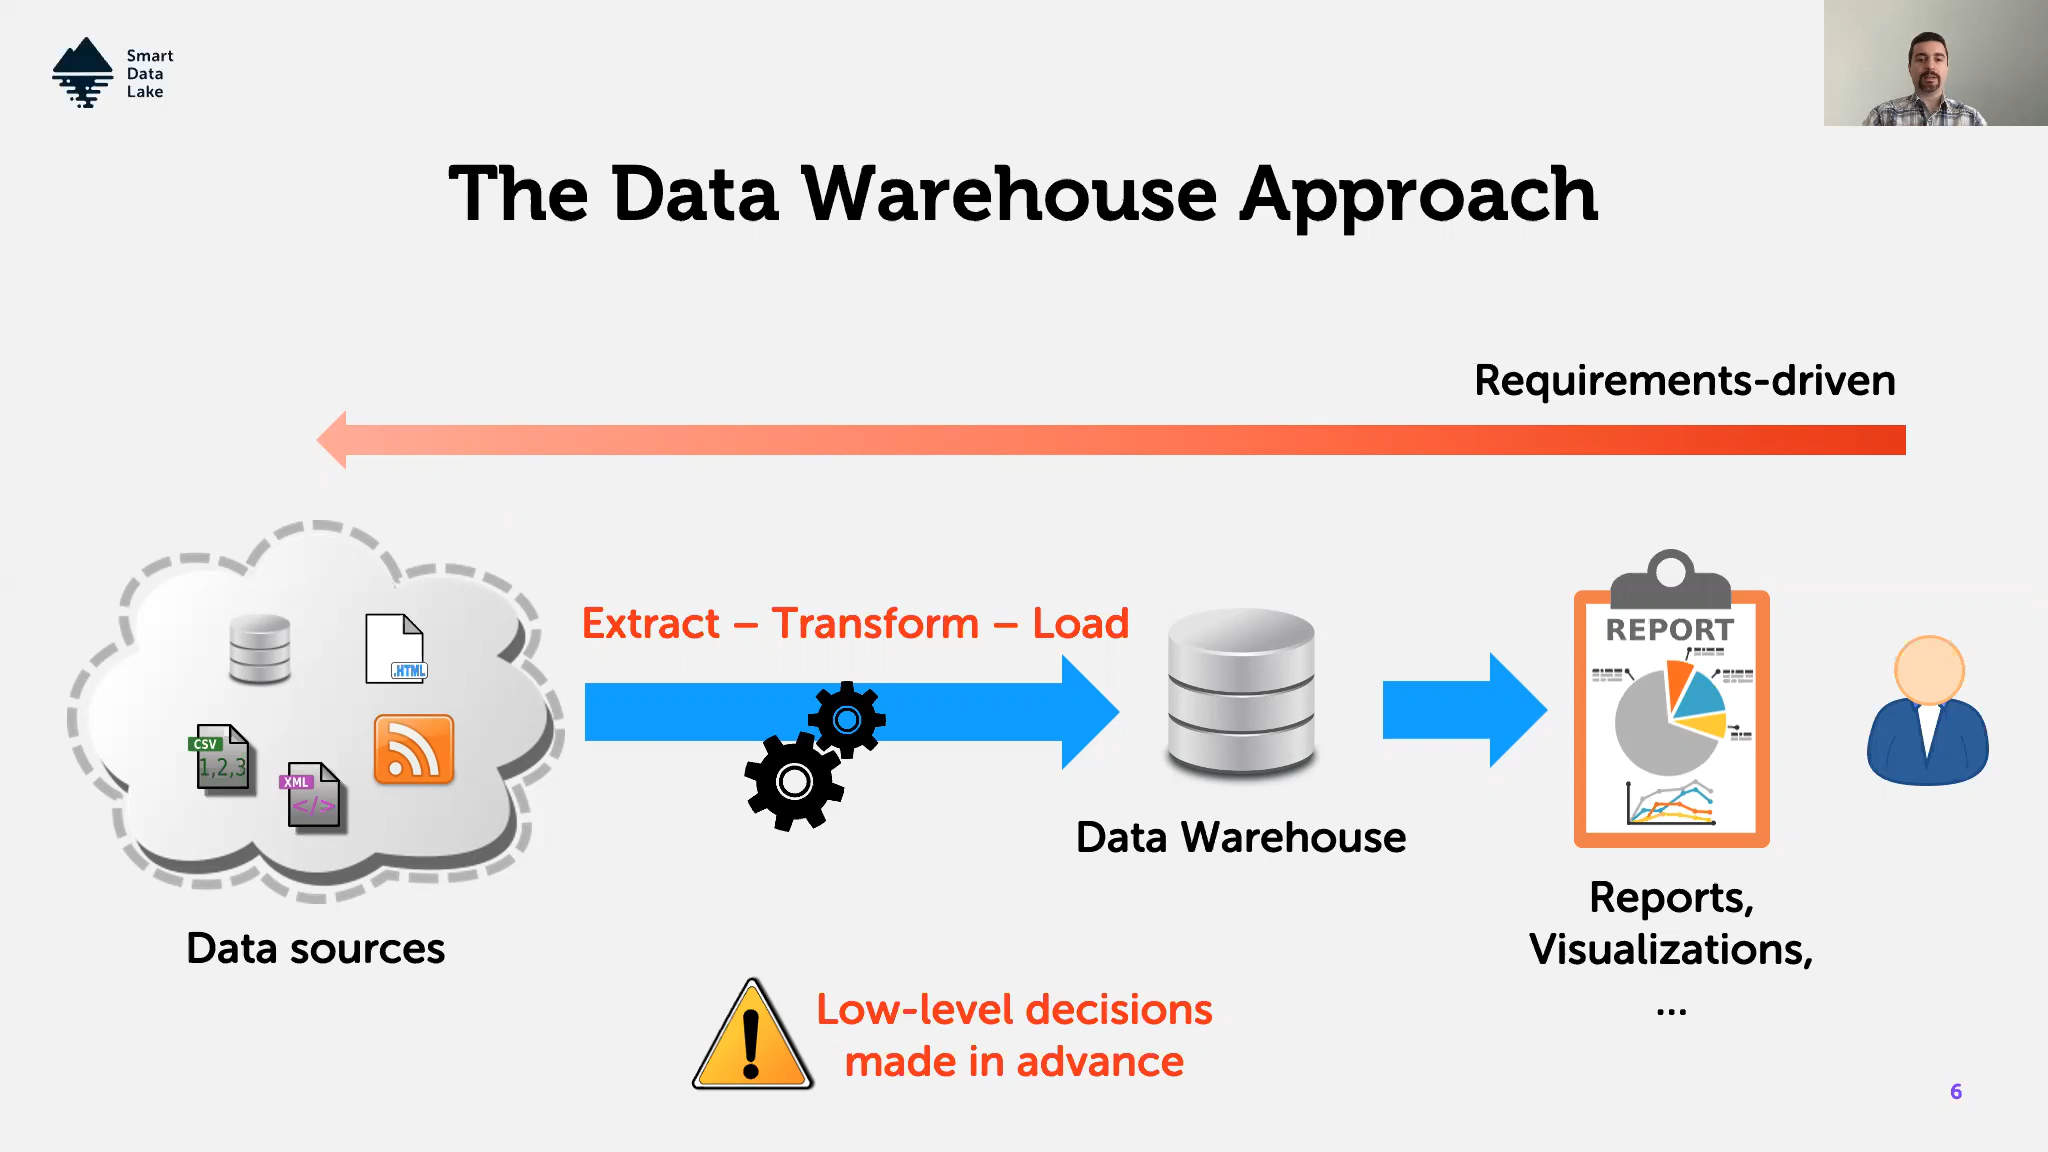 Smart
Data
Lake
The Data Warehouse Approach
Requirements-driven
Extract – Transform – Load
.HTML
CSV
1,2,3
XML
</>
REPORT
Data Warehouse
Data sources
Reports,
Visualizations,
...
Low-level decisions
made in advance
6